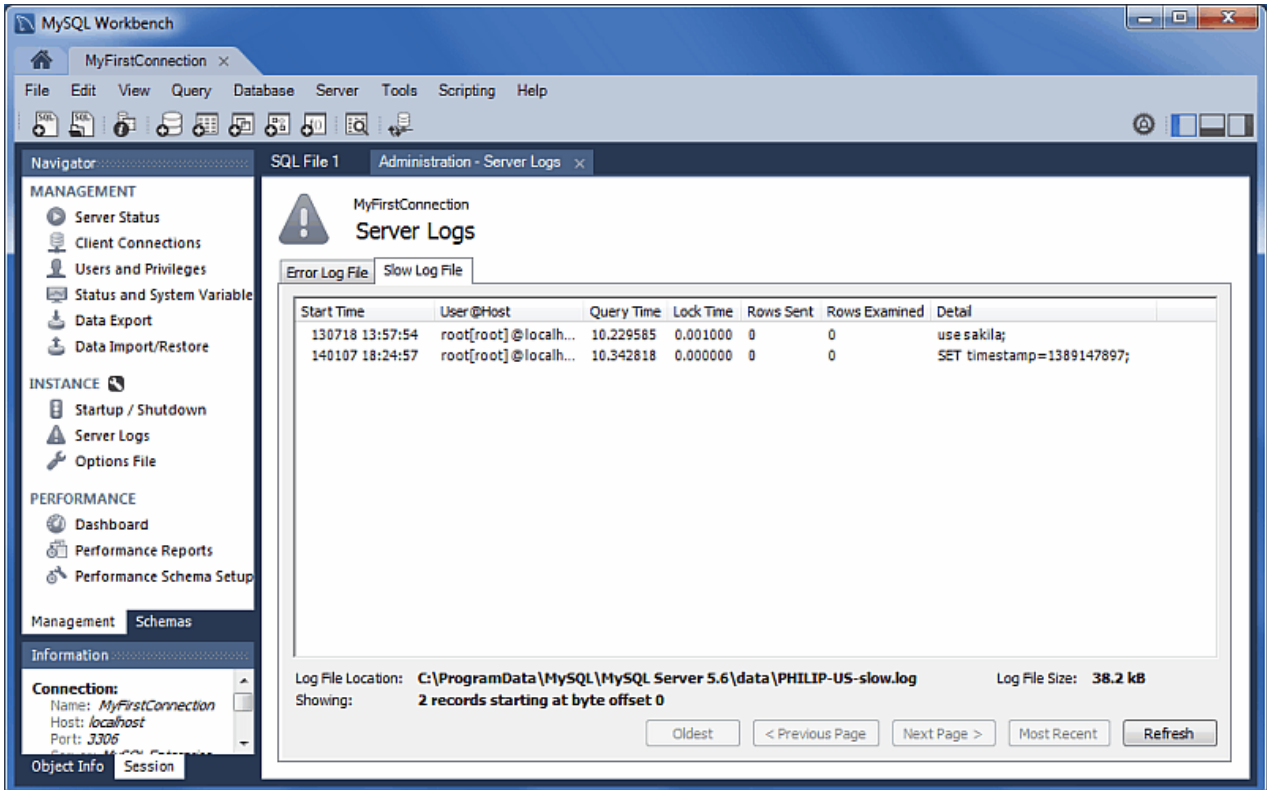 MySQL Workbench
MyFirstConnection ×
File Edit View Query Database Server Tools Scripting Help
Navigator
MANAGEMENT
Server Status
Client Connections
Users and Privileges
Status and System Variable
Data Export
Data Import/Restore
INSTANCE
Startup / Shutdown
Server Logs
Options File
PERFORMANCE
Dashboard
Performance Reports
Performance Schema Setup
Management Schemas
Information
Connection:
Name: MyFirstConnection
Host: localhost
Port: 3306
Object Info Session
SQL File 1 Administration - Server Logs ×
MyFirstConnection
Server Logs
Error Log File Slow Log File
Start Time User@Host Query Time Lock Time Rows Sent Rows Examined Detail
130718 13:57:54 root[root]@localh... 10.229585 0.001000 0 0 use sakila;
140107 18:24:57 root[root]@localh... 10.342818 0.000000 0 0 SET timestamp=1389147897;
Log File Location: C:\ProgramData\MySQL\MySQL Server 5.6\data\PHILIP-US-slow.log Log File Size: 38.2 kB
Showing: 2 records starting at byte offset 0
Oldest < Previous Page Next Page > Most Recent Refresh